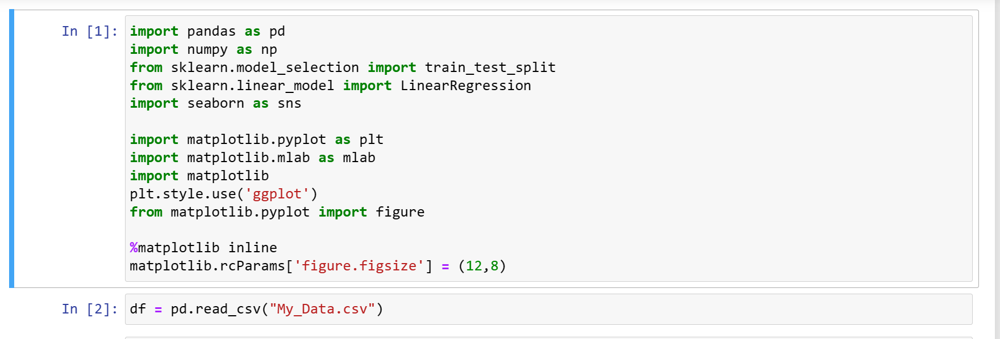 In [1]:
import pandas as pd
import numpy as np
from sklearn.model_selection import train_test_split
from sklearn.linear_model import LinearRegression
import seaborn as sns
import matplotlib.pyplot as plt
import matplotlib.mlab as mlab
import matplotlib
plt.style.use('ggplot')
from matplotlib.pyplot import figure
%matplotlib inline
matplotlib.rcParams['figure.figsize'] = (12,8)
In [2]:
df = pd.read_csv("My_Data.csv")